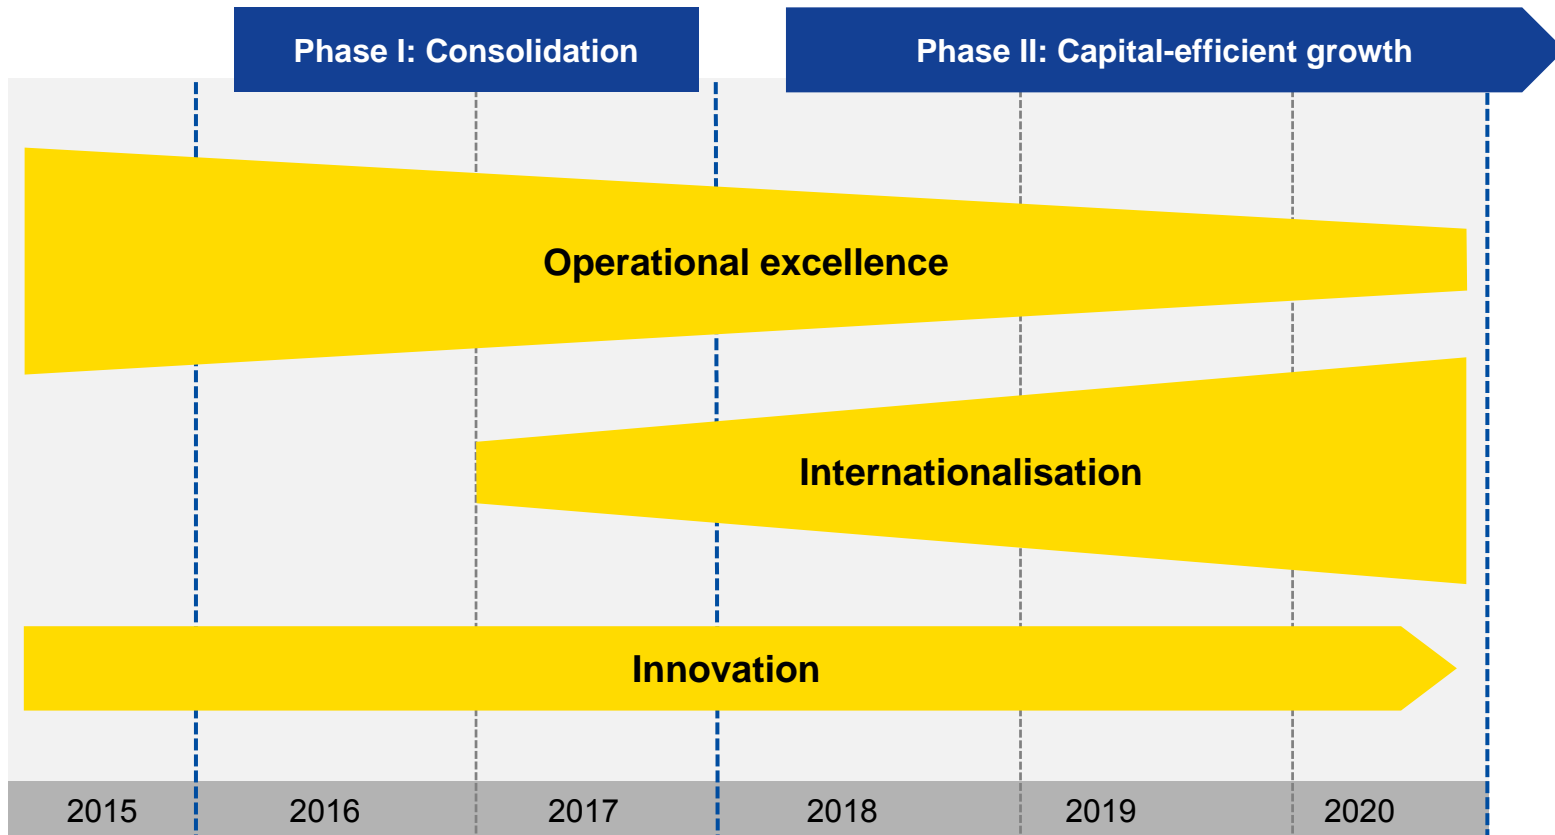 Phase I: Consolidation
Phase II: Capital-efficient growth
Operational excellence
Internationalisation
Innovation
2015 2016 2017 2018 2019 2020